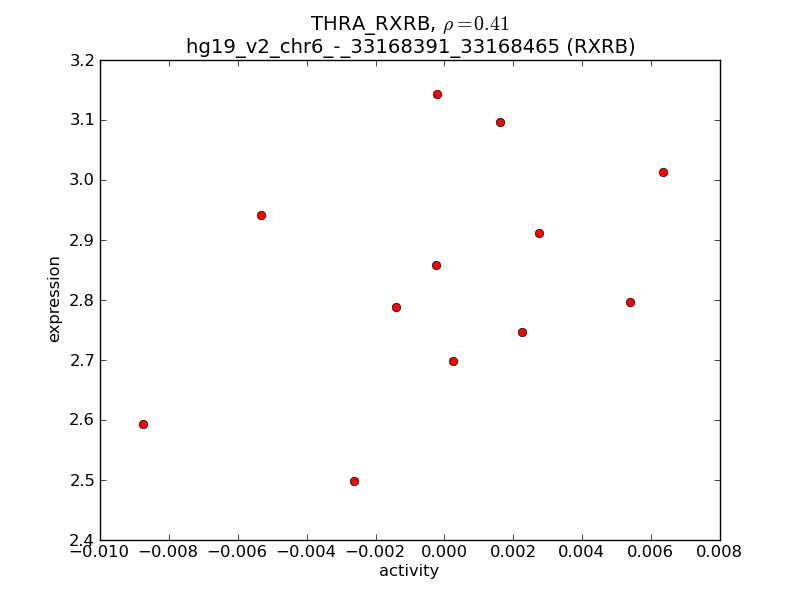 THRA_RXRB, ρ=0.41
hg19_v2_chr6_-_33168391_33168465 (RXRB)
3.2
3.1
3.0
2.9
2.8
2.7
2.6
2.5
2.4
expression
−0.010 −0.008 −0.006 −0.004 −0.002 0.000 0.002 0.004 0.006 0.008
activity